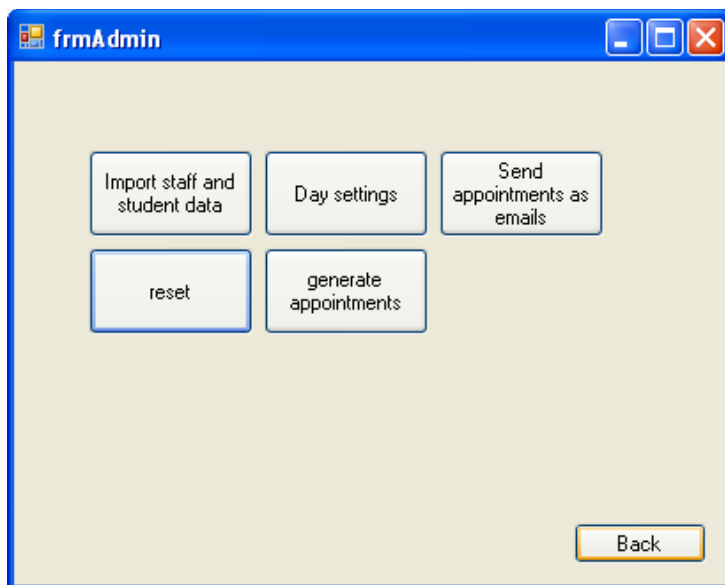 frmAdmin
Import staff and
student data
Day settings
Send
appointments as
emails
reset
generate
appointments
Back